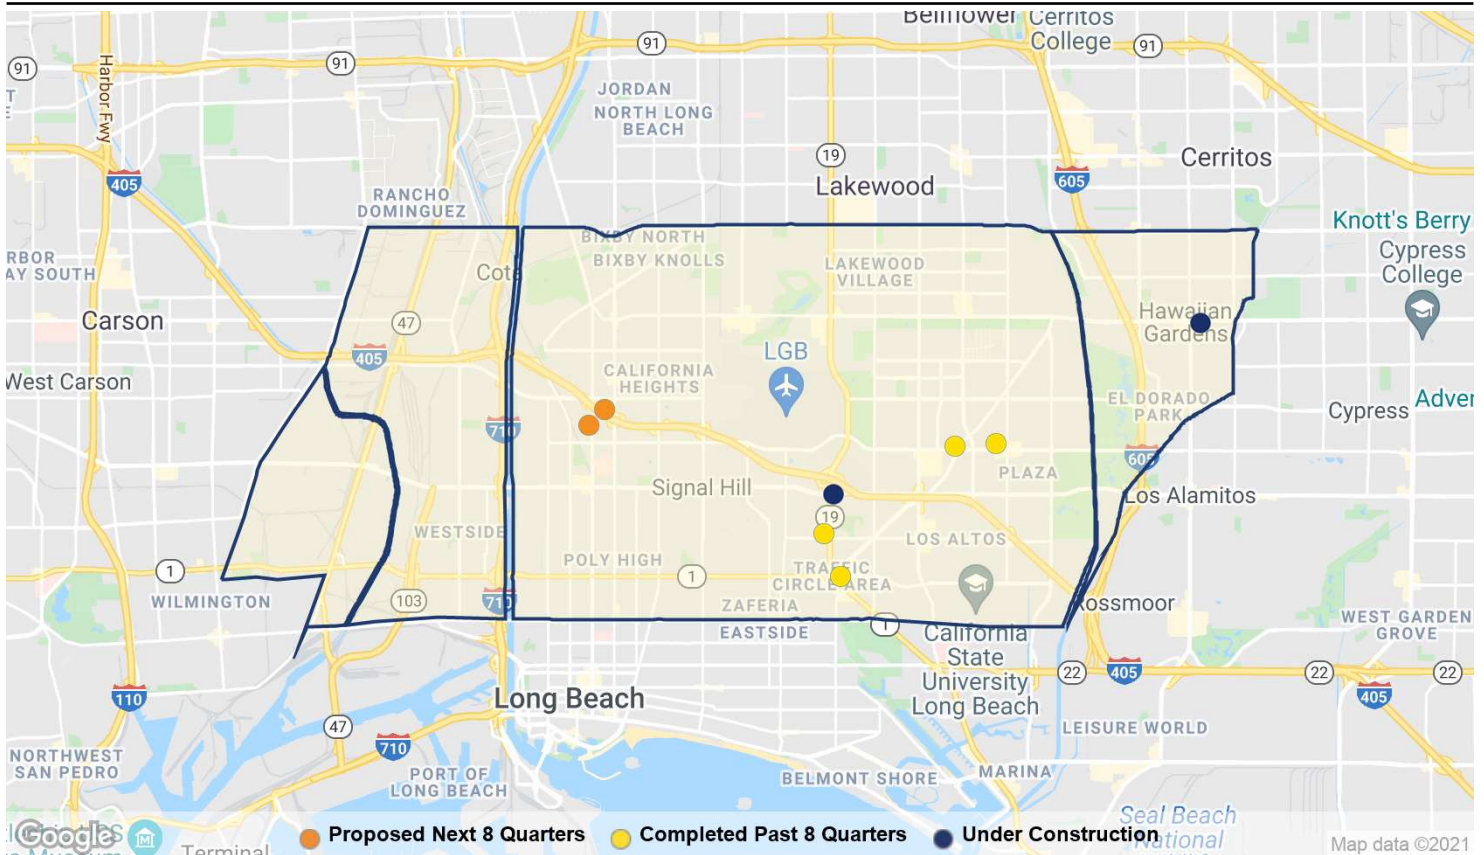 Bellflower
Cerritos
College
91
91
91
91
Harbor Fwy
JORDAN
NORTH LONG
BEACH
19
Cerritos
405
605
Lakewood
RANCHO
DOMINGUEZ
Knott's Berry
Cypress
College
BIXBY NORTH
BIXBY KNOLLS
RBOR
AY SOUTH
LAKEWOOD
VILLAGE
Hawaiian
Gardens
Carson
47
405
LGB
CALIFORNIA
HEIGHTS
West Carson
EL DORADO
PARK
Cypress
Adver
710
605
PLAZA
Signal Hill
Los Alamitos
19
WESTSIDE
LOS ALTOS
POLY HIGH
1
1
TRAFFIC
CIRCLE AREA
WILMINGTON
103
710
ZAFERIA
EASTSIDE
Rossmoor
WEST GARDEN
GROVE
1
California
State
University
Long Beach
22
405
22
22
405
110
Long Beach
47
710
LEISURE WORLD
NORTHWEST
SAN PEDRO
PORT OF
LONG BEACH
BELMONT SHORE
MARINA
Seal Beach
National
Google
Terminal
Proposed Next 8 Quarters
Completed Past 8 Quarters
Under Construction
Map data ©2021